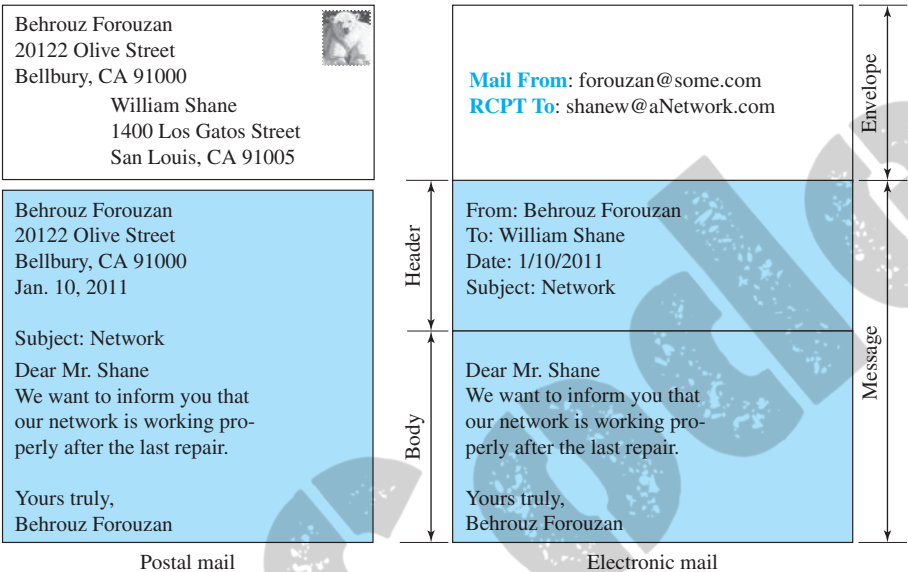 Behrouz Forouzan
20122 Olive Street
Bellbury, CA 91000
William Shane
1400 Los Gatos Street
San Louis, CA 91005
Behrouz Forouzan
20122 Olive Street
Bellbury, CA 91000
Jan. 10, 2011
Subject: Network
Dear Mr. Shane
We want to inform you that
our network is working pro-
perly after the last repair.
Yours truly,
Behrouz Forouzan
Postal mail
Header
Body
Mail From: forouzan@some.com
RCPT To: shanew@aNetwork.com
From: Behrouz Forouzan
To: William Shane
Date: 1/10/2011
Subject: Network
Dear Mr. Shane
We want to inform you that
our network is working pro-
perly after the last repair.
Yours truly,
Behrouz Forouzan
Electronic mail
Envelope
Message